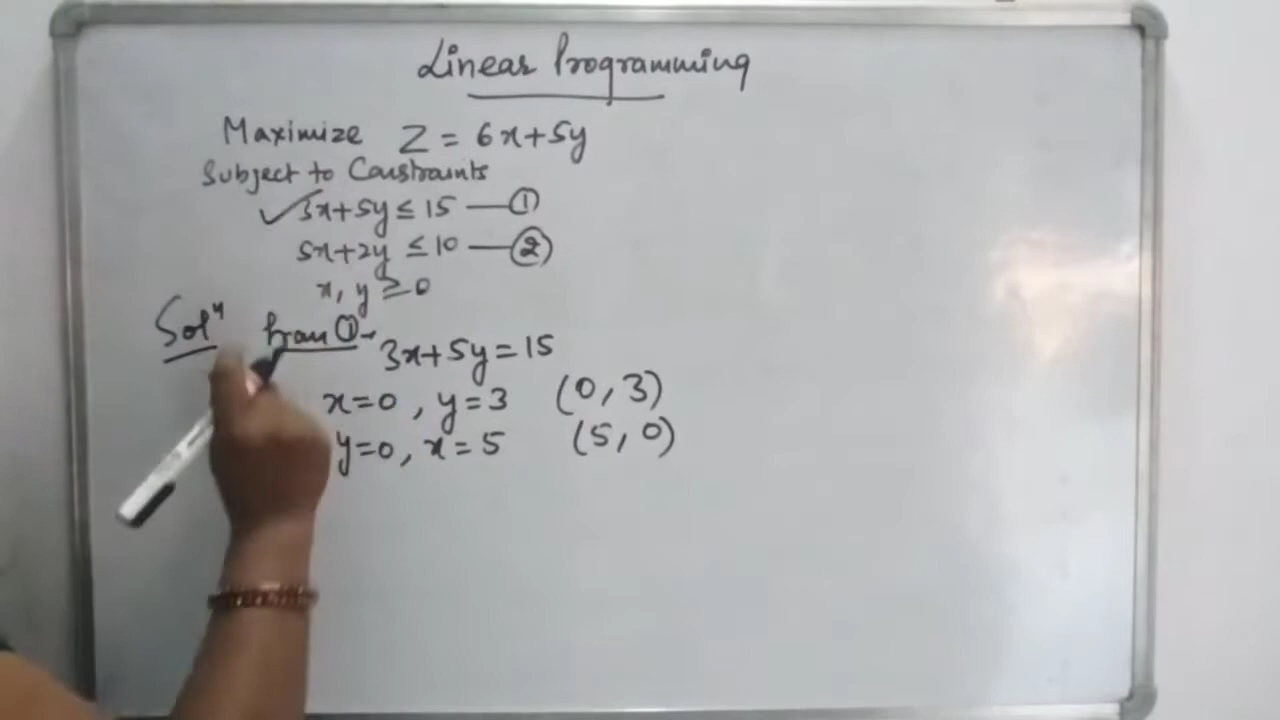 Linear Programming
Maximize Z = 6x+5y
Subject to Constraints
✓3x+5y ≤ 15 — ①
5x+2y ≤ 10 — ②
x, y ≥ 0
Solⁿ from ①→ 3x+5y=15
x=0, y=3 (0, 3)
y=0, x=5 (5, 0)